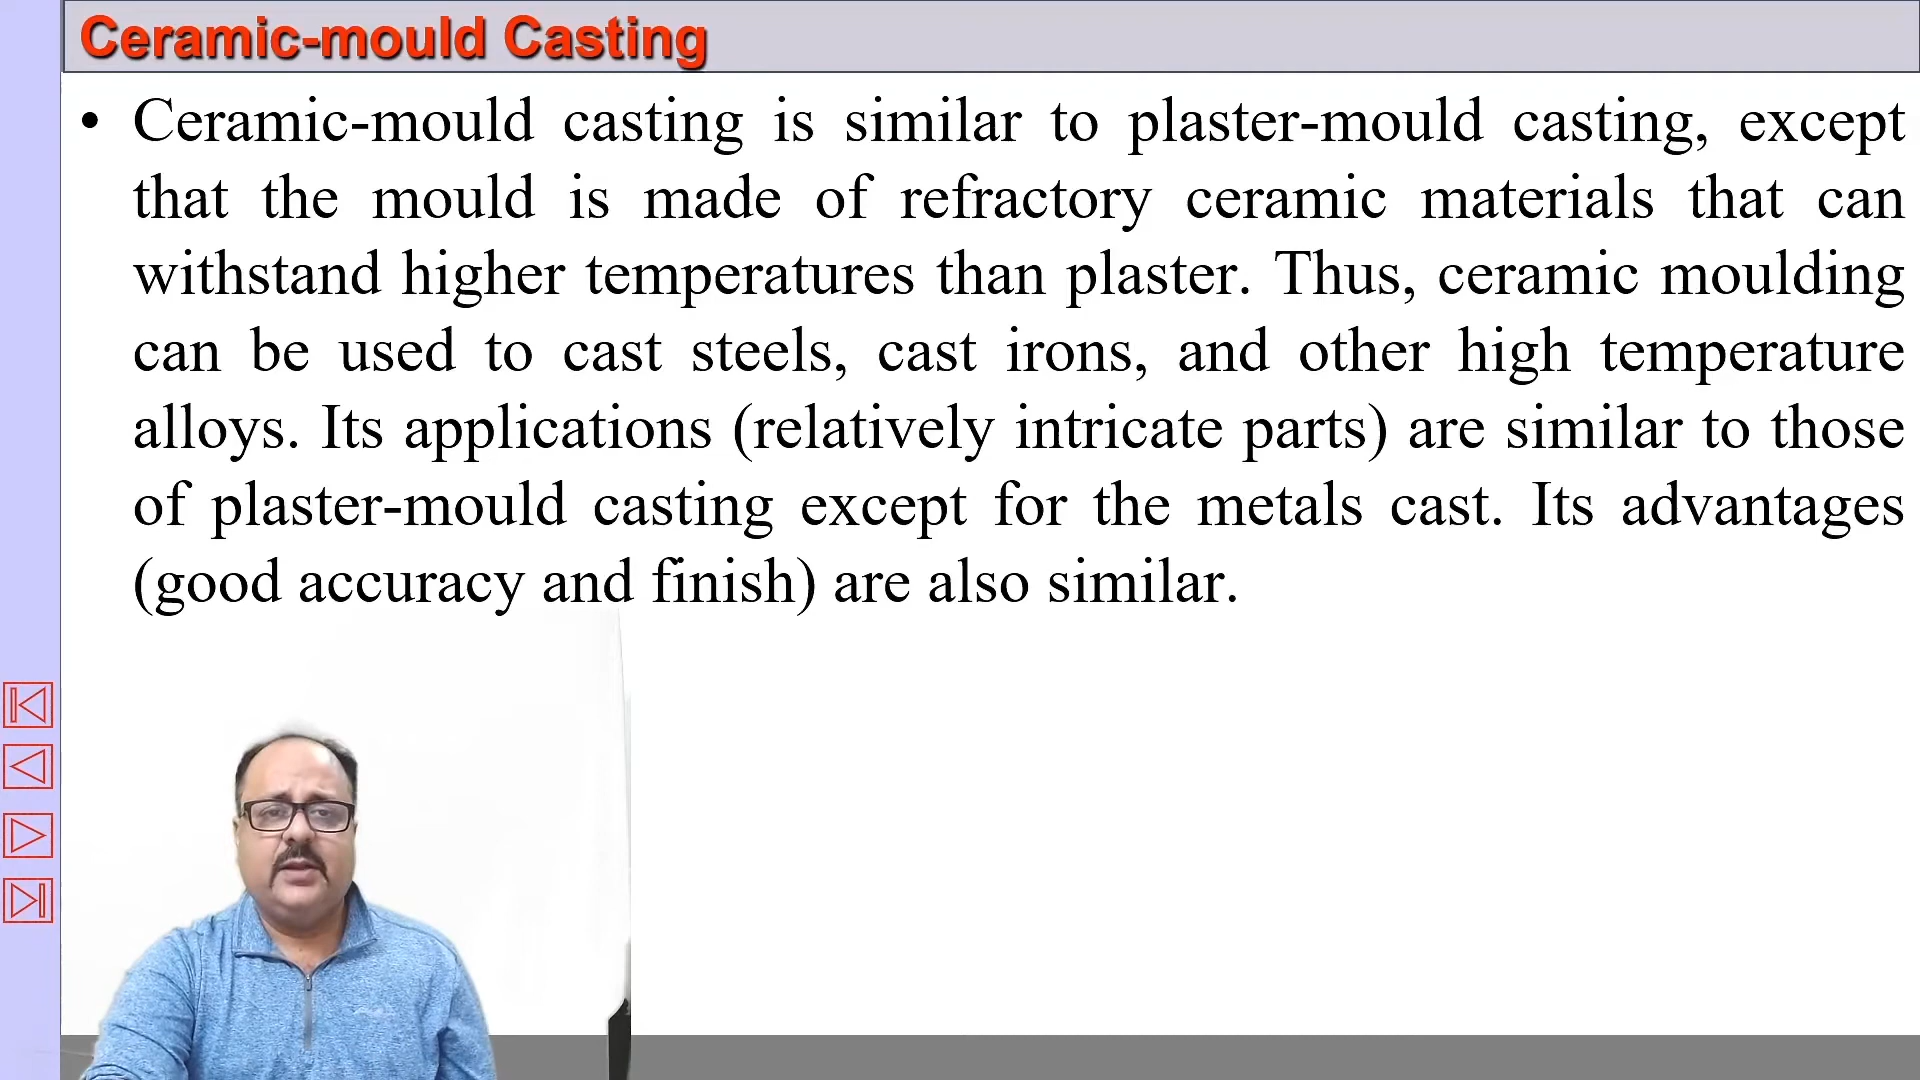 Ceramic-mould Casting
• Ceramic-mould casting is similar to plaster-mould casting, except
that the mould is made of refractory ceramic materials that can
withstand higher temperatures than plaster. Thus, ceramic moulding
can be used to cast steels, cast irons, and other high temperature
alloys. Its applications (relatively intricate parts) are similar to those
of plaster-mould casting except for the metals cast. Its advantages
(good accuracy and finish) are also similar.